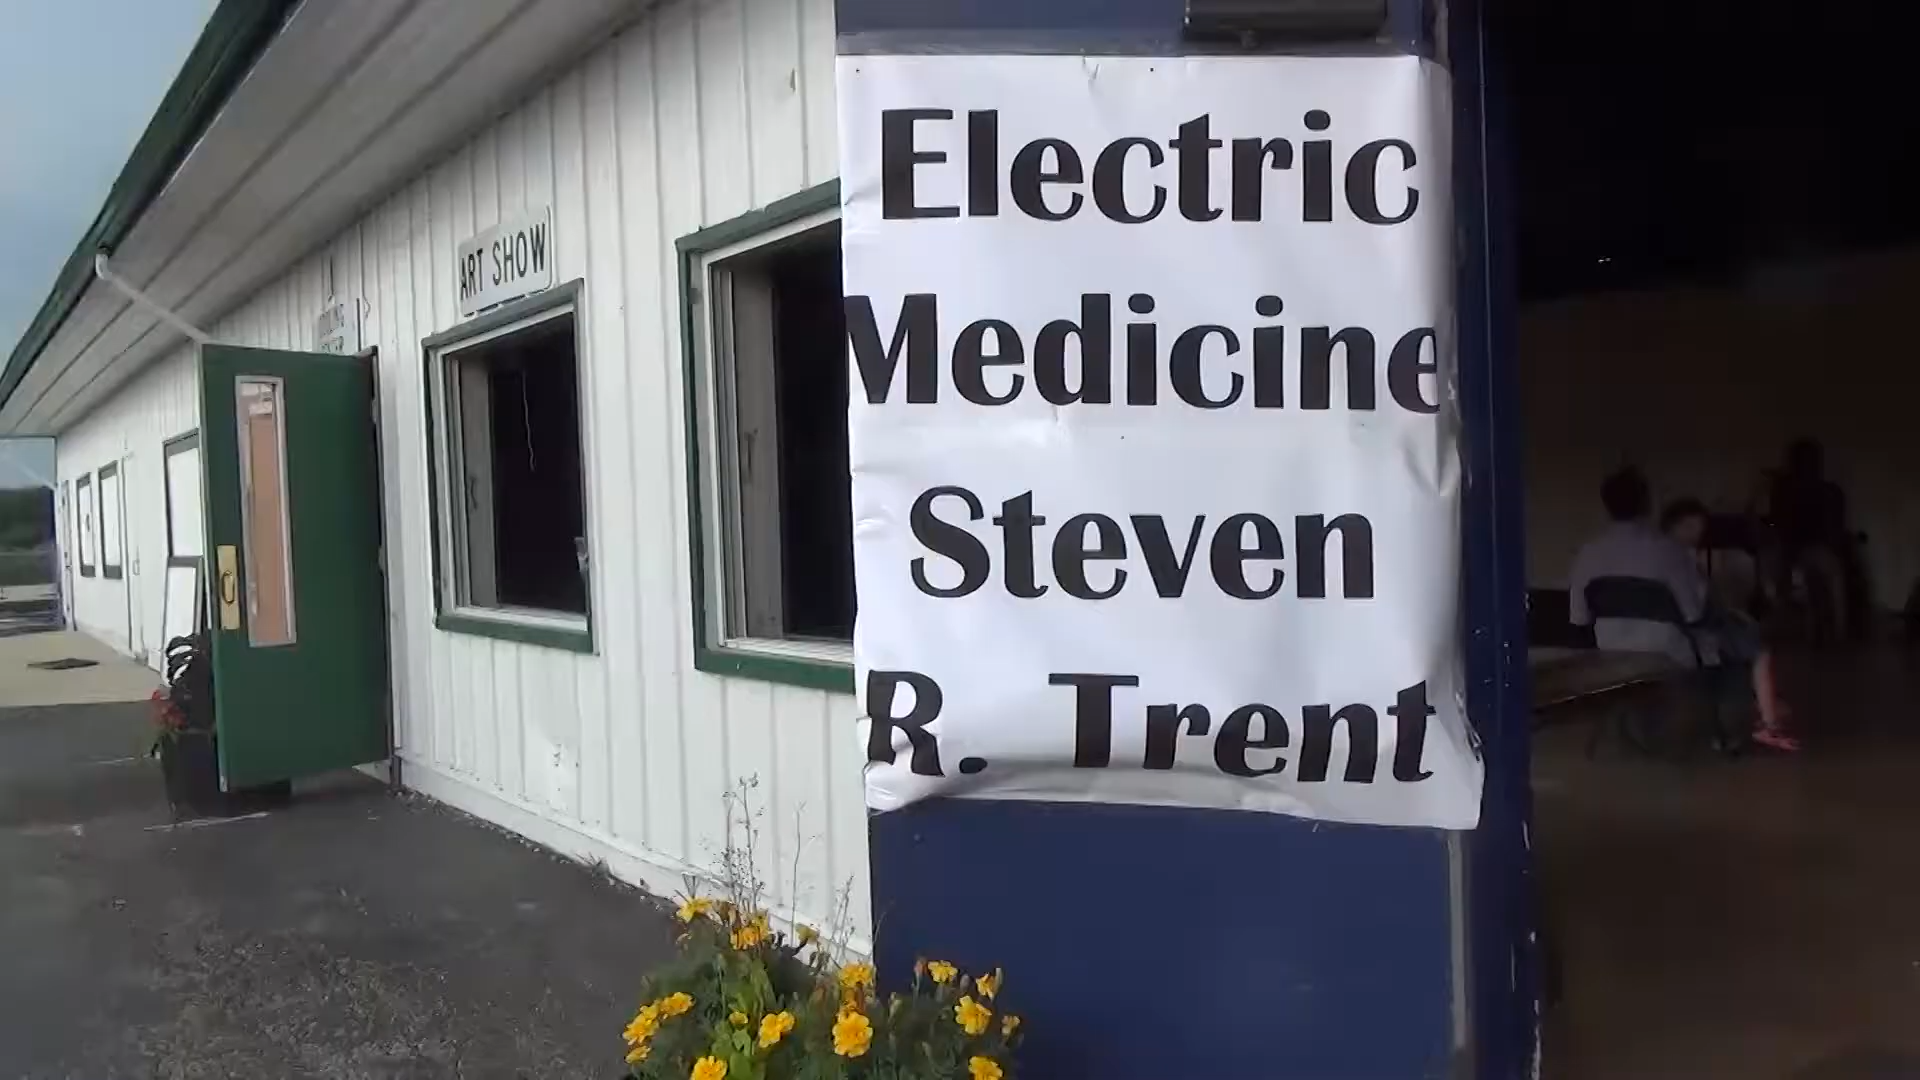 ART SHOW
Electric
Medicine
Steven
R. Trent